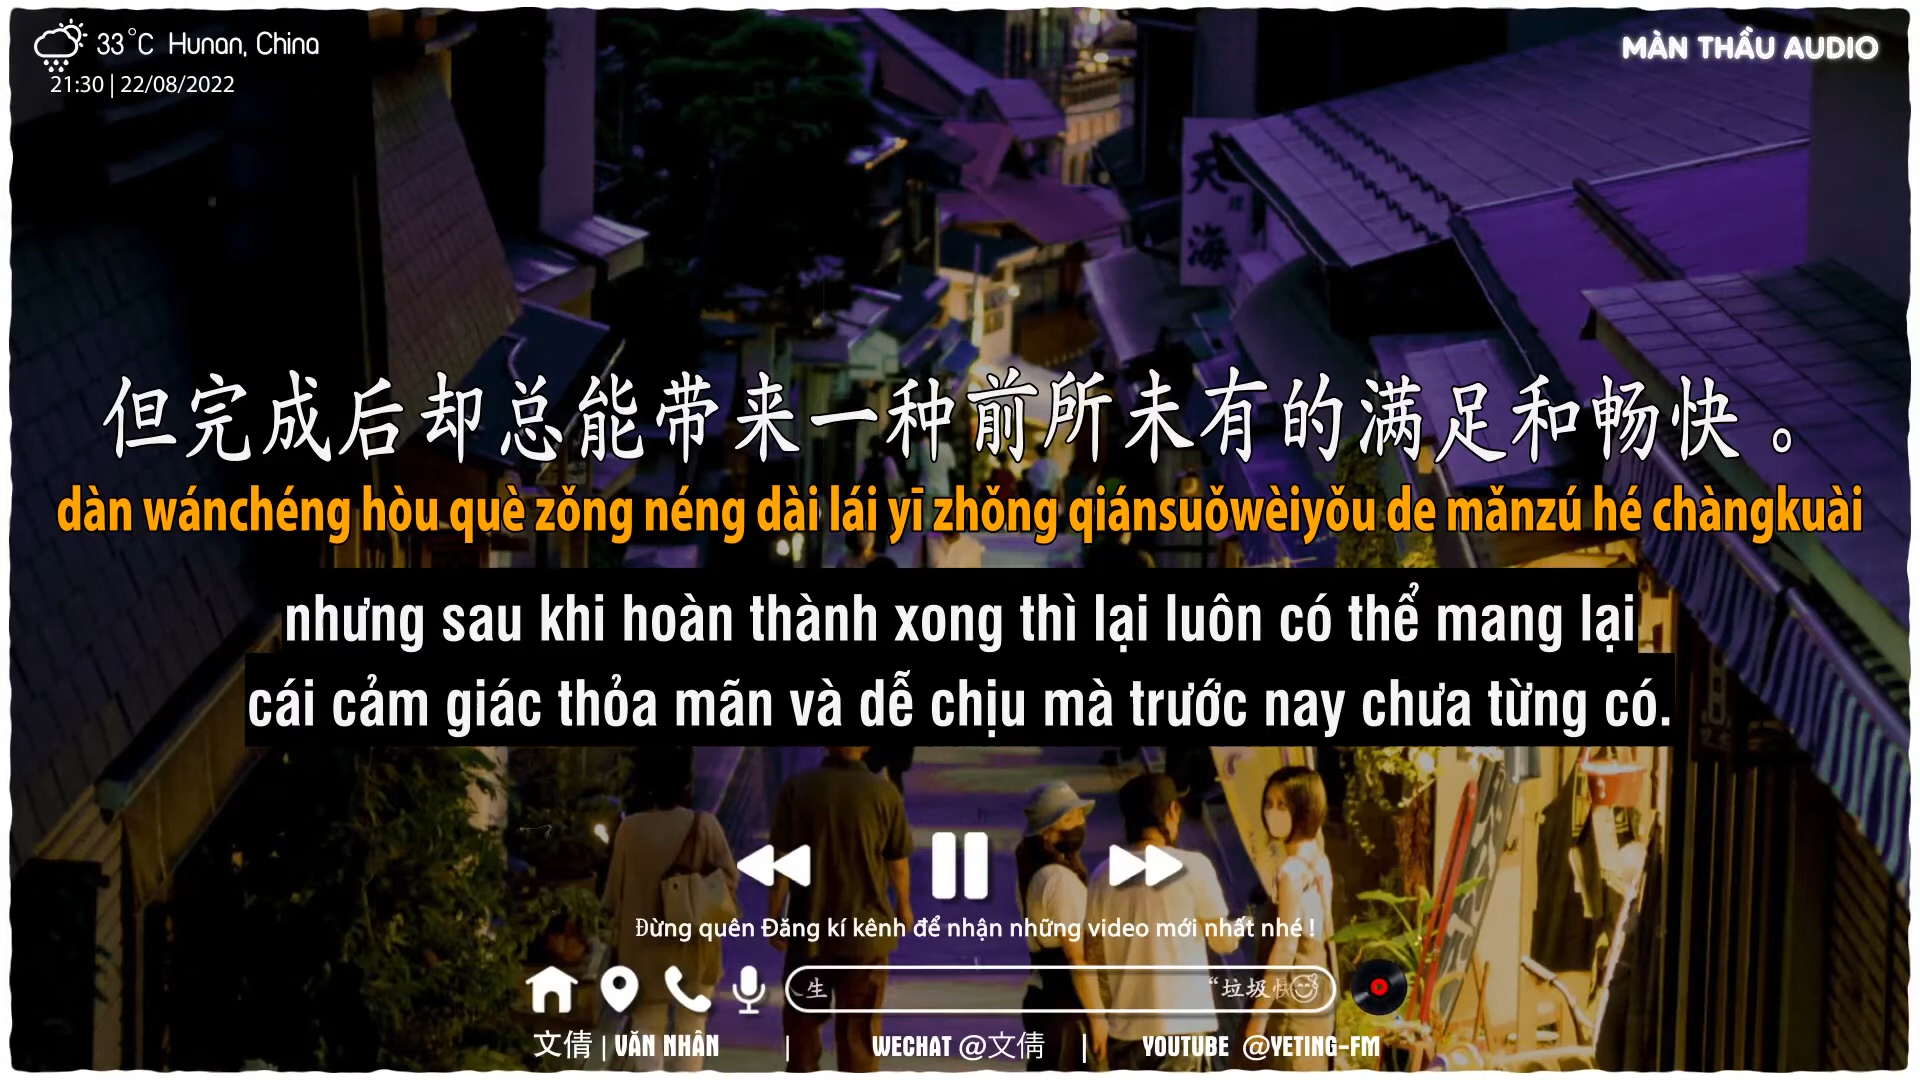 33°C Hunan, China
21:30 | 22/08/2022
MÀN THẦU AUDIO
天
海
但完成后却总能带来一种前所未有的满足和畅快。
dàn wánchéng hòu què zǒng néng dài lái yī zhǒng qiánsuǒwèiyǒu de mǎnzú hé chàngkuài
nhưng sau khi hoàn thành xong thì lại luôn có thể mang lại
cái cảm giác thỏa mãn và dễ chịu mà trước nay chưa từng có.
Đừng quên Đăng kí kênh để nhận những video mới nhất nhé !
生 “垃圾快
文倩 | VĂN NHÂN | WECHAT @文倩 | YOUTUBE @YETING-FM